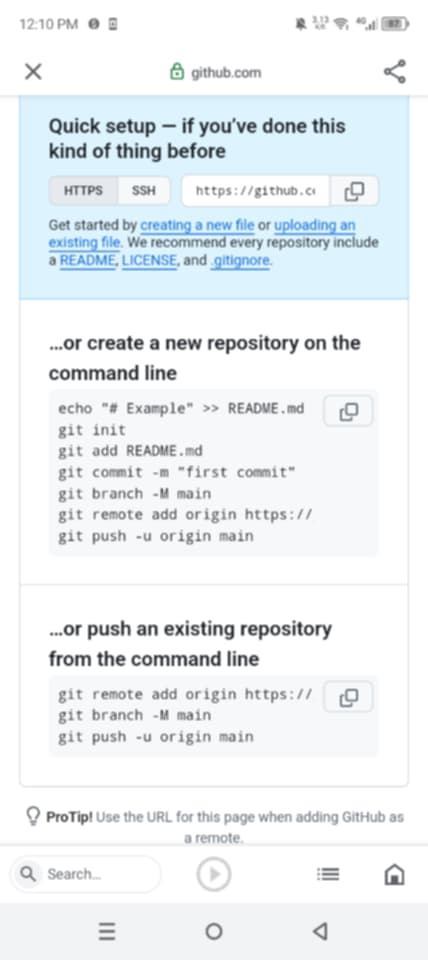 12:10 PM
3.13
K/s
4G
87
github.com
Quick setup — if you've done this
kind of thing before
HTTPS SSH https://github.c
Get started by creating a new file or uploading an
existing file. We recommend every repository include
a README, LICENSE, and .gitignore.
...or create a new repository on the
command line
echo "# Example" >> README.md
git init
git add README.md
git commit -m "first commit"
git branch -M main
git remote add origin https://
git push -u origin main
...or push an existing repository
from the command line
git remote add origin https://
git branch -M main
git push -u origin main
ProTip! Use the URL for this page when adding GitHub as
a remote.
Search...